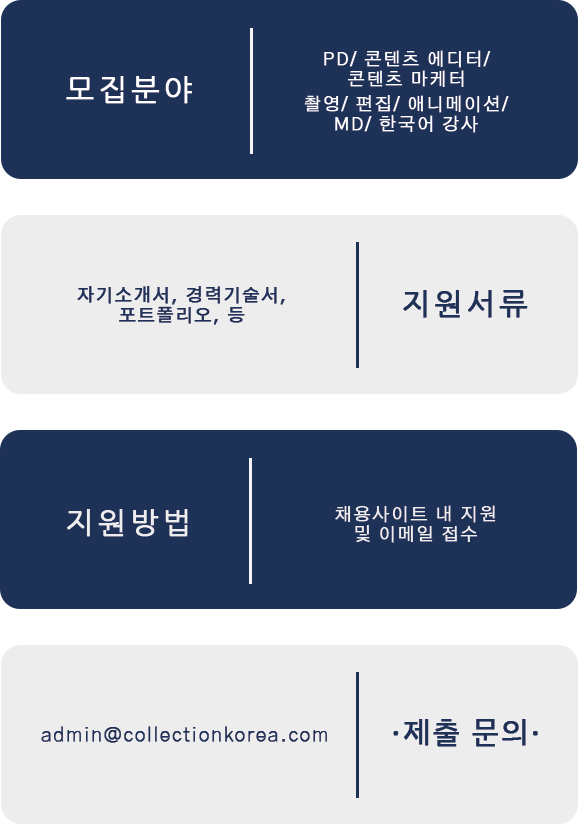 모집분야
PD/ 콘텐츠 에디터/
콘텐츠 마케터
촬영/ 편집/ 애니메이션/
MD/ 한국어 강사
자기소개서, 경력기술서,
포트폴리오, 등
지원서류
지원방법
채용사이트 내 지원
및 이메일 접수
admin@collectionkorea.com
·제출 문의·